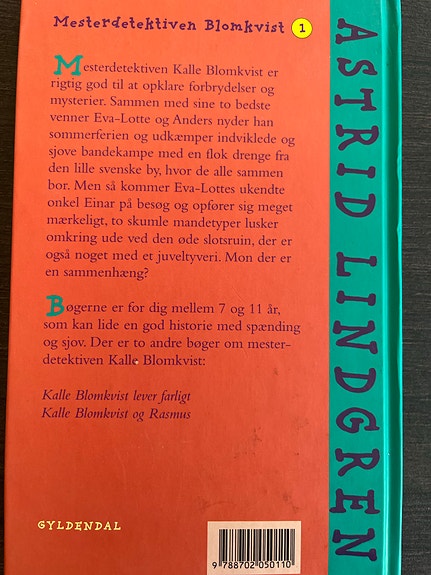 Mesterdetektiven Blomkvist 1
Mesterdetektiven Kalle Blomkvist er
rigtig god til at opklare forbrydelser og
mysterier. Sammen med sine to bedste
venner Eva-Lotte og Anders nyder han
sommerferien og udkæmper indviklede og
sjove bandekampe med en flok drenge fra
den lille svenske by, hvor de alle sammen
bor. Men så kommer Eva-Lottes ukendte
onkel Einar på besøg og opfører sig meget
mærkeligt, to skumle mandetyper lusker
omkring ude ved den øde slotsruin, der er
også noget med et juveltyveri. Mon der er
en sammenhæng?
Bøgerne er for dig mellem 7 og 11 år,
som kan lide en god historie med spænding
og sjov. Der er to andre bøger om mester-
detektiven Kalle Blomkvist:
Kalle Blomkvist lever farligt
Kalle Blomkvist og Rasmus
GYLDENDAL
9 788702 050110
ASTRID LINDGREN